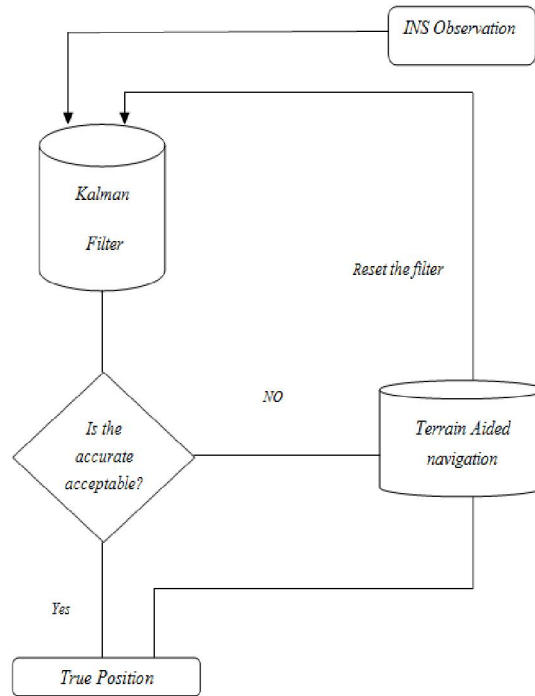 INS Observation
Kalman
Filter
Reset the filter
NO
Is the
accurate
acceptable?
Terrain Aided
navigation
Yes
True Position